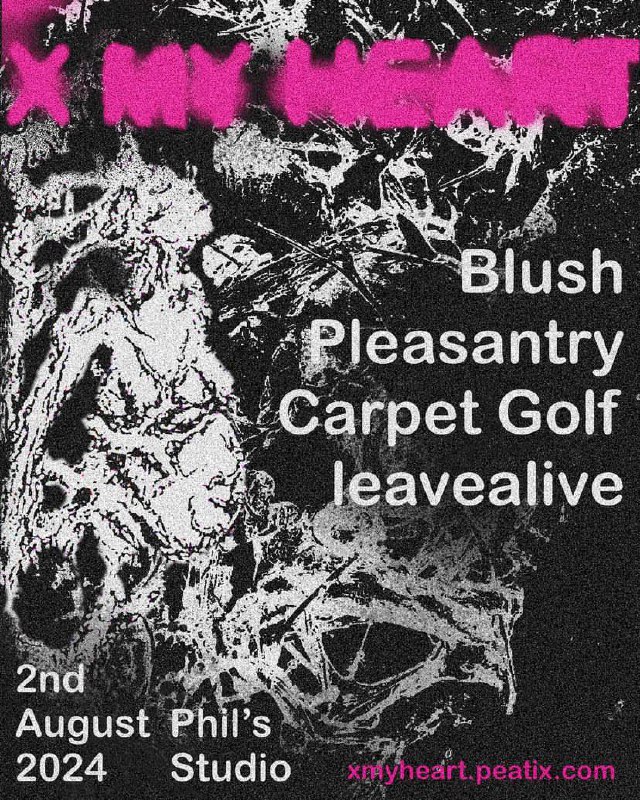 X MY HEART
Blush
Pleasantry
Carpet Golf
leavealive
2nd
August
2024
Phil's
Studio
xmyheart.peatix.com